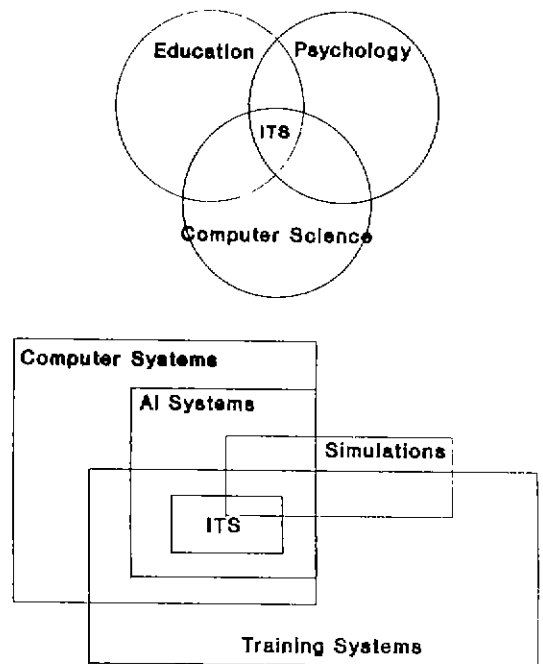 Education
Psychology
ITS
Computer Science
Computer Systems
AI Systems
Simulations
ITS
Training Systems